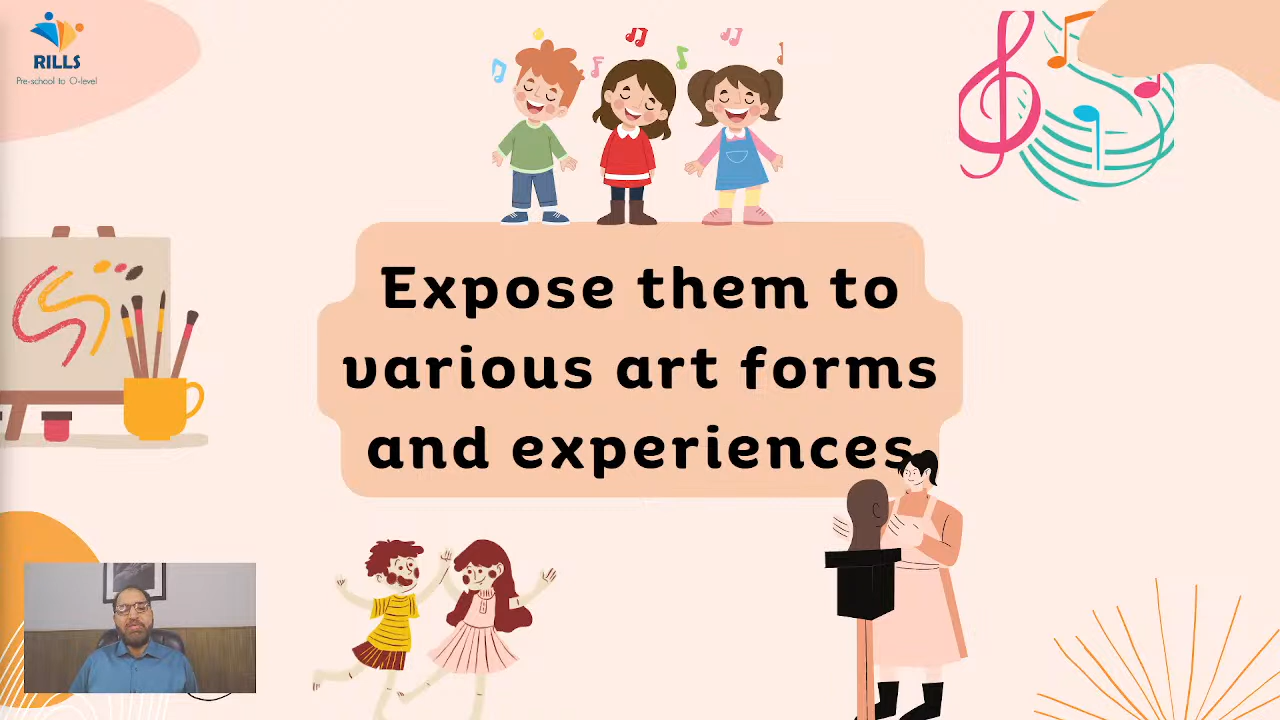 RILLS
Pre-school to O-level
Expose them to
various art forms
and experiences